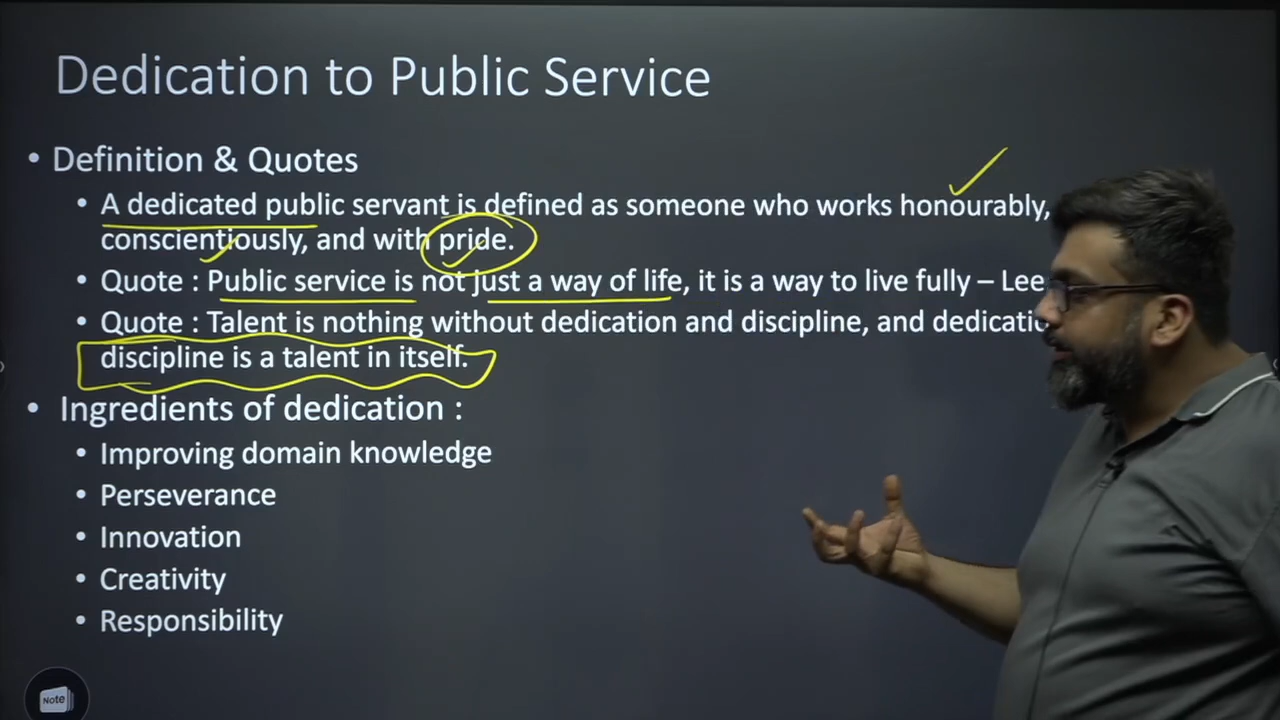 Dedication to Public Service
• Definition & Quotes
• A dedicated public servant is defined as someone who works honourably,
conscientiously, and with pride.
• Quote : Public service is not just a way of life, it is a way to live fully – Lee
• Quote : Talent is nothing without dedication and discipline, and
discipline is a talent in itself.
• Ingredients of dedication :
• Improving domain knowledge
• Perseverance
• Innovation
• Creativity
• Responsibility
Note